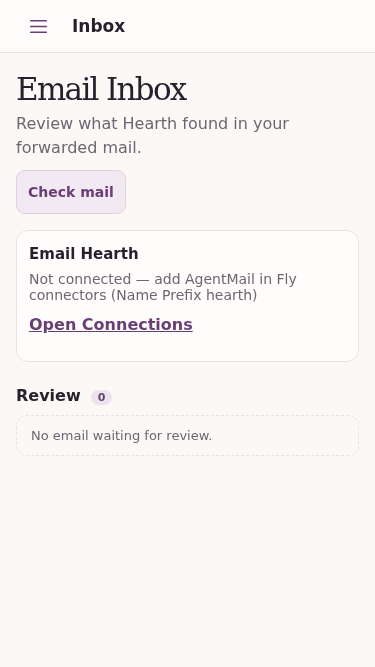 Inbox
Email Inbox
Review what Hearth found in your
forwarded mail.
Check mail
Email Hearth
Not connected — add AgentMail in Fly
connectors (Name Prefix hearth)
Open Connections
Review 0
No email waiting for review.